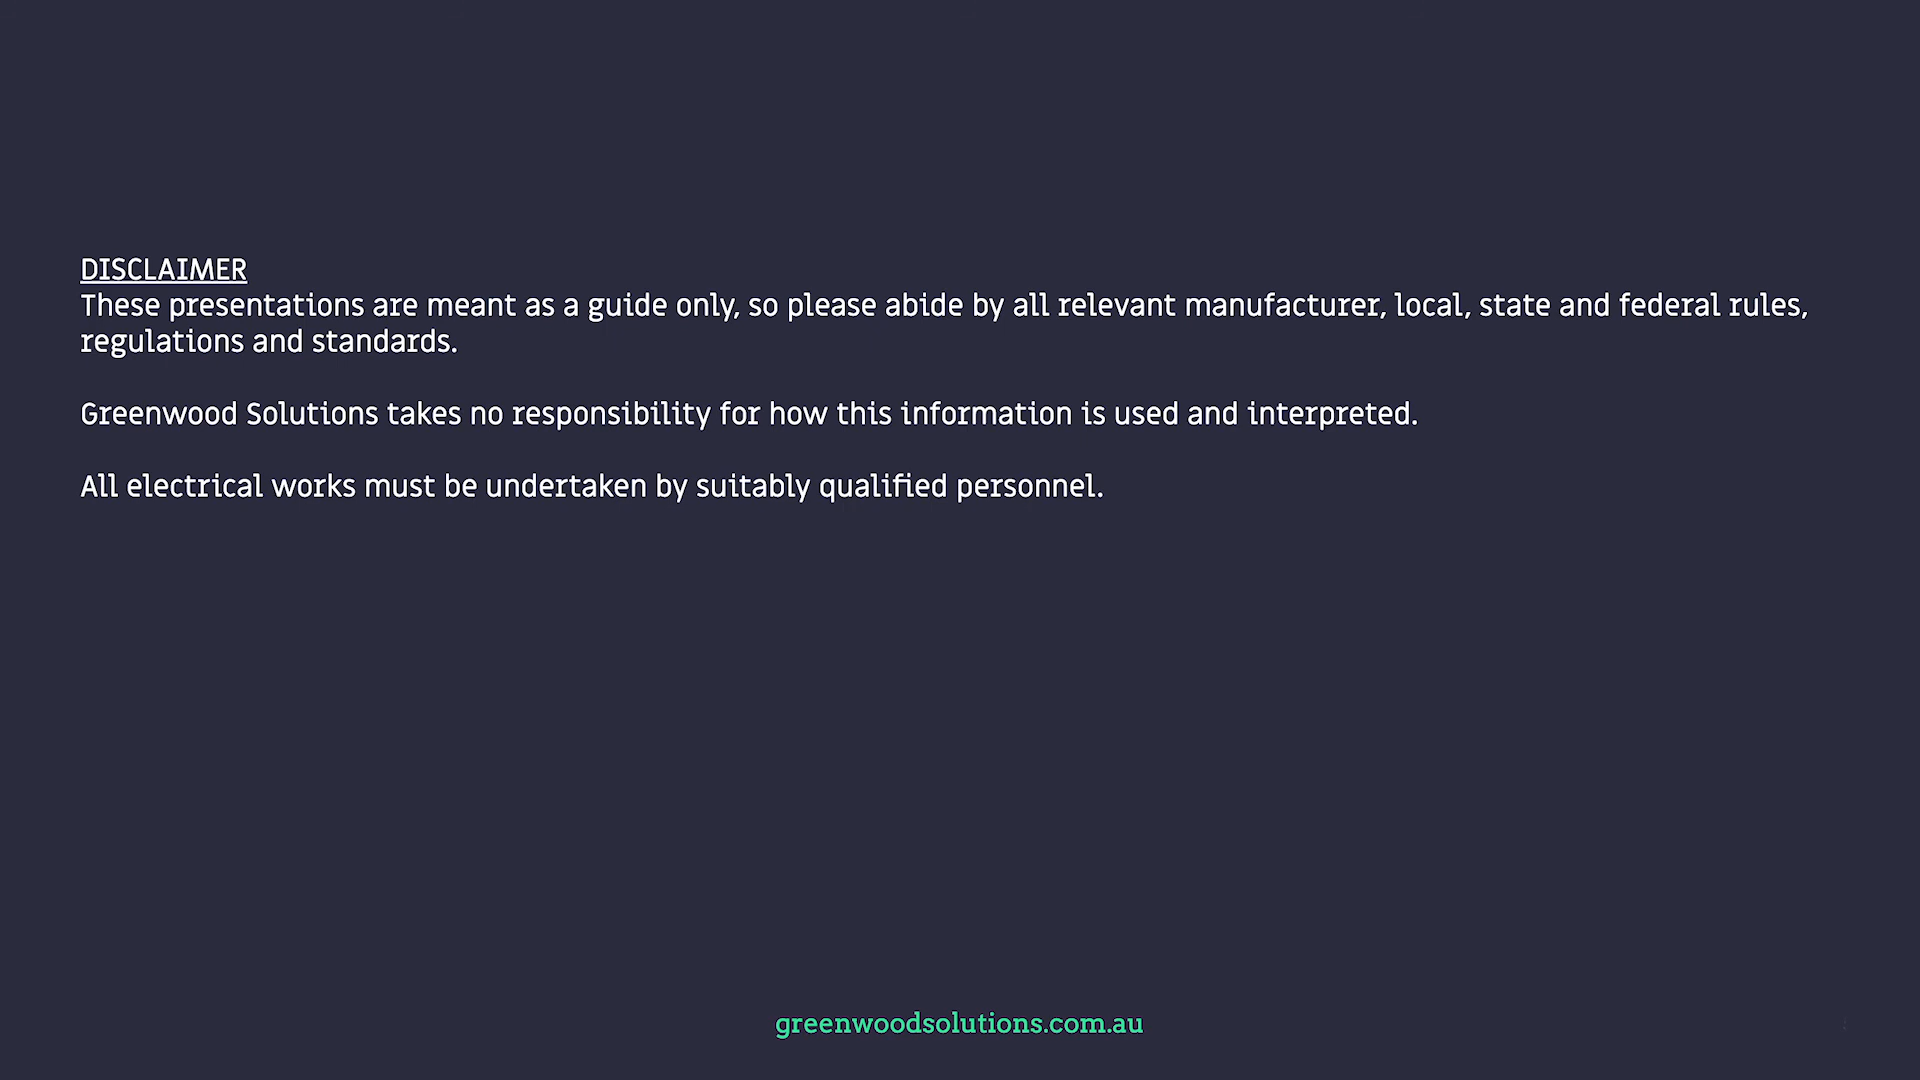 DISCLAIMER
These presentations are meant as a guide only, so please abide by all relevant manufacturer, local, state and federal rules,
regulations and standards.
Greenwood Solutions takes no responsibility for how this information is used and interpreted.
All electrical works must be undertaken by suitably qualified personnel.
greenwoodsolutions.com.au